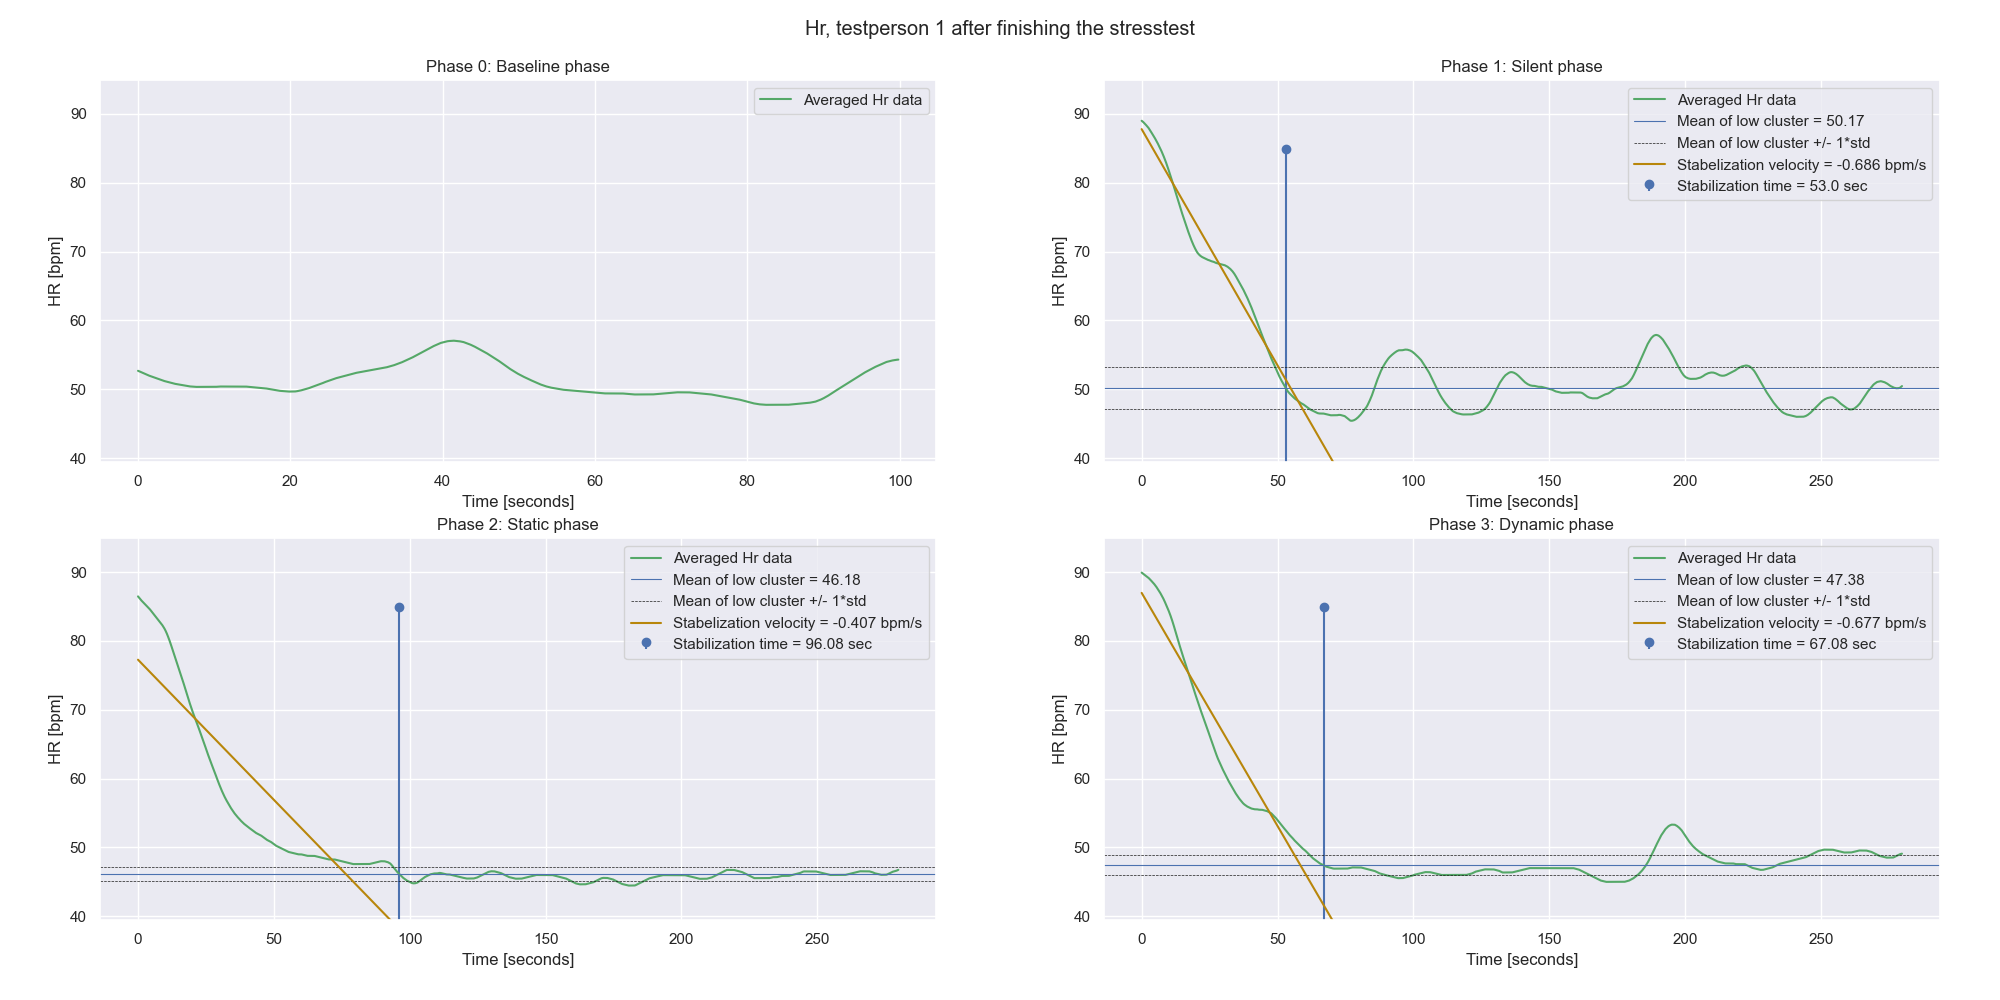 Hr, testperson 1 after finishing the stresstest
Phase 0: Baseline phase
Averaged Hr data
90
80
70
60
50
40
HR [bpm]
0 20 40 60 80 100
Time [seconds]
Phase 1: Silent phase
Averaged Hr data
Mean of low cluster = 50.17
Mean of low cluster +/- 1*std
Stabelization velocity = -0.686 bpm/s
Stabilization time = 53.0 sec
90
80
70
60
50
40
HR [bpm]
0 50 100 150 200 250
Time [seconds]
Phase 2: Static phase
Averaged Hr data
Mean of low cluster = 46.18
Mean of low cluster +/- 1*std
Stabelization velocity = -0.407 bpm/s
Stabilization time = 96.08 sec
90
80
70
60
50
40
HR [bpm]
0 50 100 150 200 250
Time [seconds]
Phase 3: Dynamic phase
Averaged Hr data
Mean of low cluster = 47.38
Mean of low cluster +/- 1*std
Stabelization velocity = -0.677 bpm/s
Stabilization time = 67.08 sec
90
80
70
60
50
40
HR [bpm]
0 50 100 150 200 250
Time [seconds]